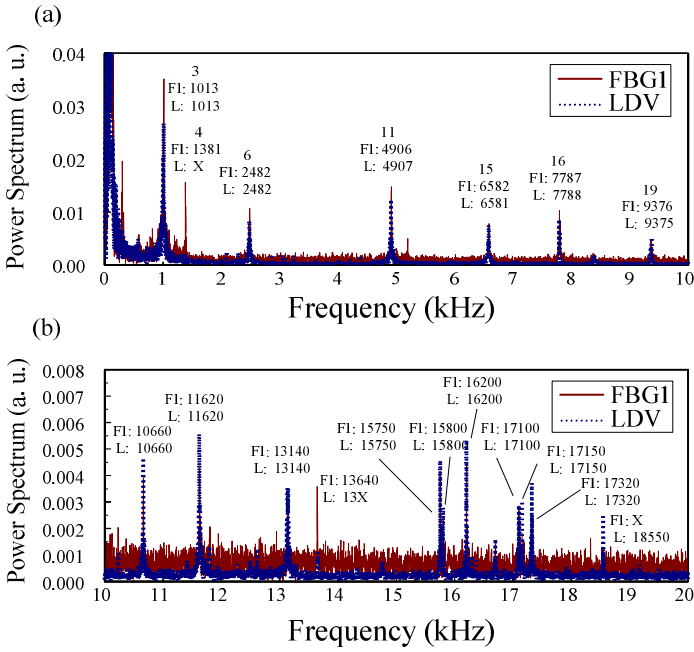 (a)
Power Spectrum (a. u.)
0.04
0.03
0.02
0.01
0.00
3
F1: 1013
L: 1013
4
F1: 1381
L: X
6
F1: 2482
L: 2482
11
F1: 4906
L: 4907
15
F1: 6582
L: 6581
16
F1: 7787
L: 7788
19
F1: 9376
L: 9375
FBG1
LDV
0 1 2 3 4 5 6 7 8 9 10
Frequency (kHz)
(b)
Power Spectrum (a. u.)
0.008
0.007
0.006
0.005
0.004
0.003
0.002
0.001
0.000
F1: 10660
L: 10660
F1: 11620
L: 11620
F1: 13140
L: 13140
F1: 13640
L: 13X
F1: 15750
L: 15750
F1: 15800
L: 15800
F1: 16200
L: 16200
F1: 17100
L: 17100
F1: 17150
L: 17150
F1: 17320
L: 17320
F1: X
L: 18550
FBG1
LDV
10 11 12 13 14 15 16 17 18 19 20
Frequency (kHz)